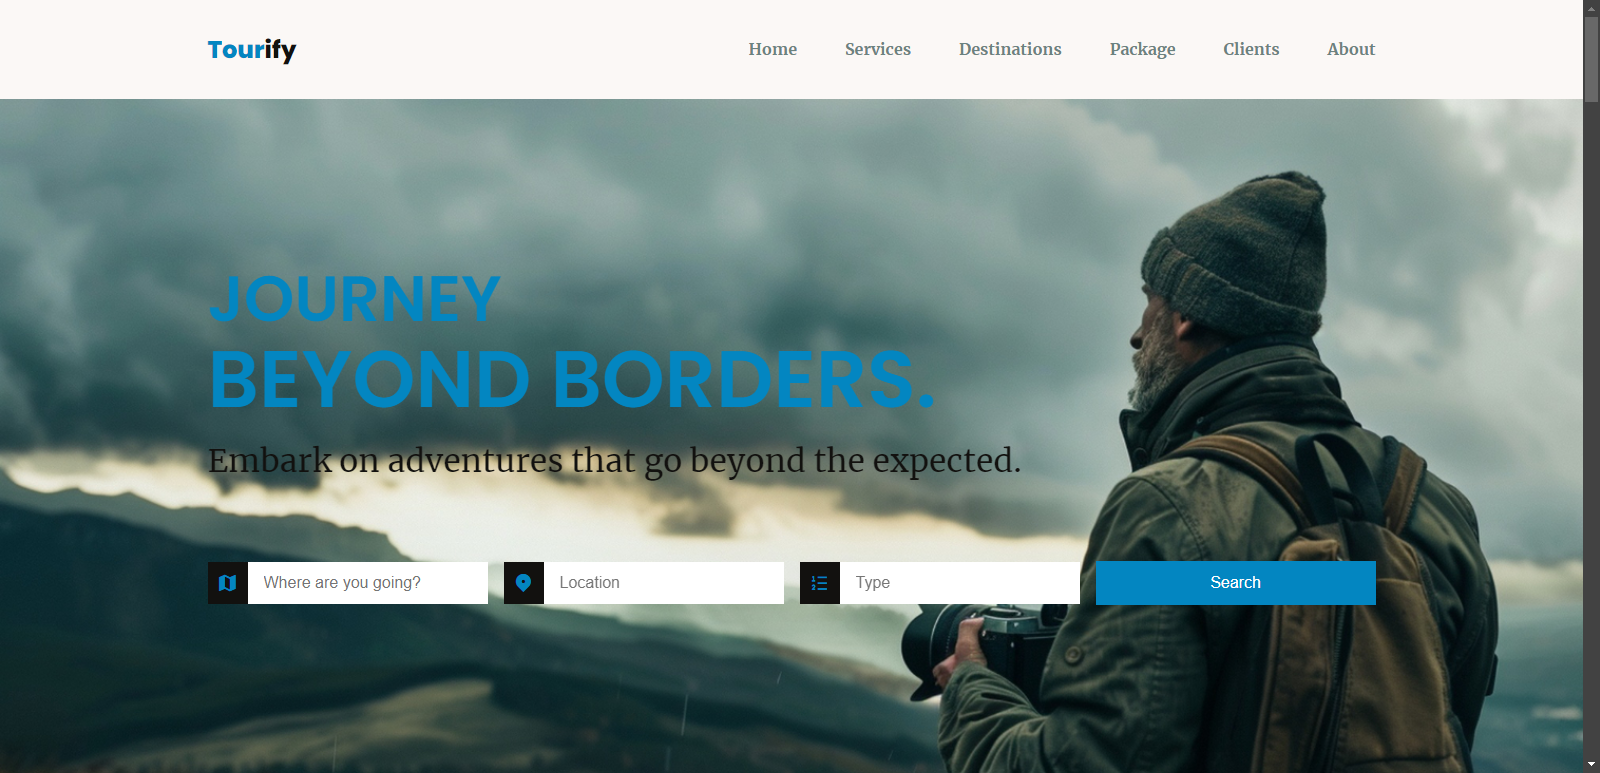 Tourify
Home Services Destinations Package Clients About
JOURNEY
BEYOND BORDERS.
Embark on adventures that go beyond the expected.
Where are you going? Location Type Search